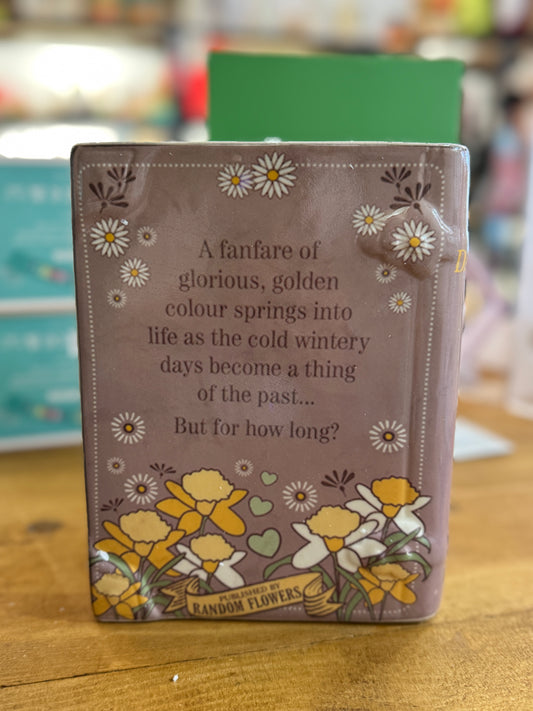 A fanfare of
glorious, golden
colour springs into
life as the cold wintery
days become a thing
of the past...
But for how long?
D
PUBLISHED BY
RANDOM FLOWERS